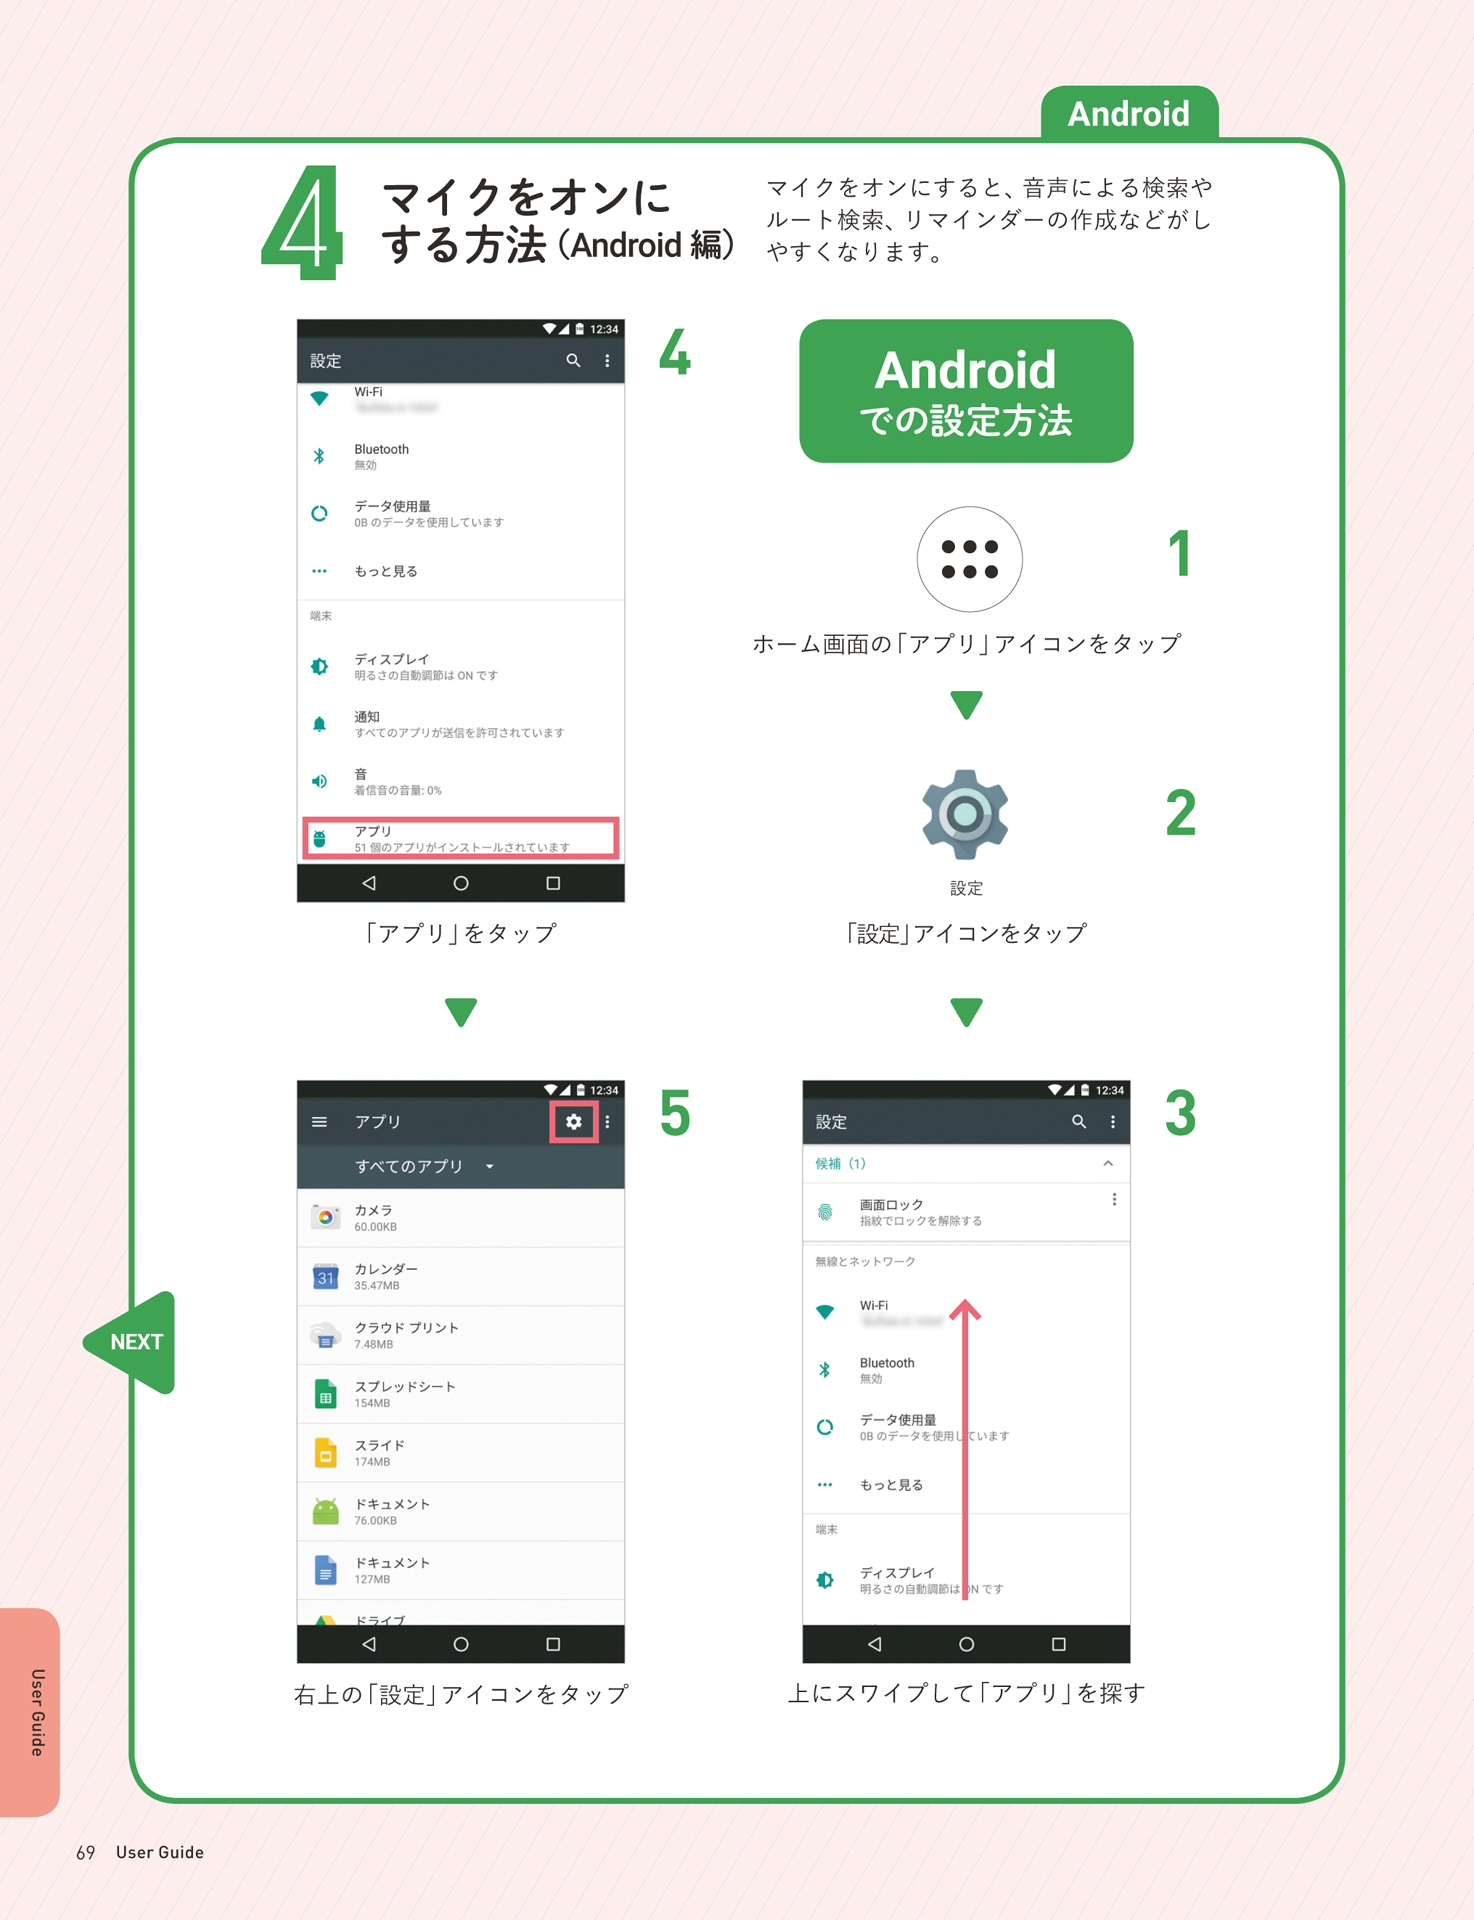 Android
4
マイクをオンに
する方法（Android 編）
マイクをオンにすると、音声による検索や
ルート検索、リマインダーの作成などがし
やすくなります。
Android
での設定方法
1
ホーム画面の「アプリ」アイコンをタップ
2
設定
「設定」アイコンをタップ
3
12:34
設定
候補（1）
画面ロック
指紋でロックを解除する
無線とネットワーク
Wi-Fi
Bluetooth
無効
データ使用量
0B のデータを使用しています
もっと見る
端末
ディスプレイ
明るさの自動調節は ON です
上にスワイプして「アプリ」を探す
4
12:34
設定
Wi-Fi
Bluetooth
無効
データ使用量
0B のデータを使用しています
もっと見る
端末
ディスプレイ
明るさの自動調節は ON です
通知
すべてのアプリが送信を許可されています
音
着信音の音量: 0%
アプリ
51 個のアプリがインストールされています
「アプリ」をタップ
5
12:34
アプリ
すべてのアプリ
カメラ
60.00KB
31
カレンダー
35.47MB
クラウド プリント
7.48MB
スプレッドシート
154MB
スライド
174MB
ドキュメント
76.00KB
ドキュメント
127MB
ドライブ
右上の「設定」アイコンをタップ
NEXT
User Guide
69 User Guide